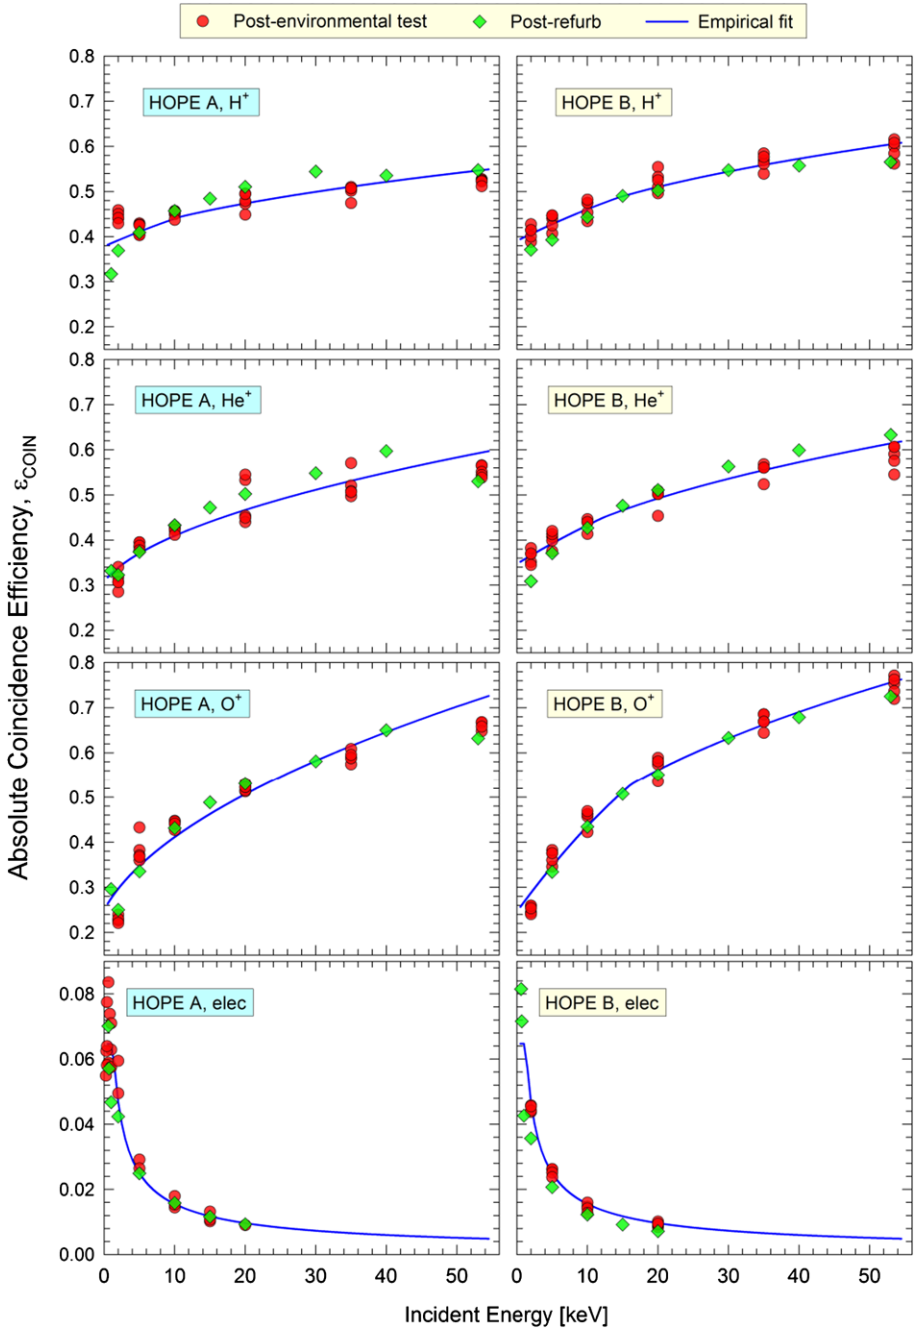 Post-environmental test Post-refurb Empirical fit
0.8
0.7
0.6
0.5
0.4
0.3
0.2
HOPE A, H⁺
HOPE B, H⁺
0.8
0.7
0.6
0.5
0.4
0.3
0.2
HOPE A, He⁺
HOPE B, He⁺
0.8
0.7
0.6
0.5
0.4
0.3
0.2
HOPE A, O⁺
HOPE B, O⁺
0.08
0.06
0.04
0.02
0.00
HOPE A, elec
HOPE B, elec
0 10 20 30 40 50 0 10 20 30 40 50
Absolute Coincidence Efficiency, ε_COIN
Incident Energy [keV]